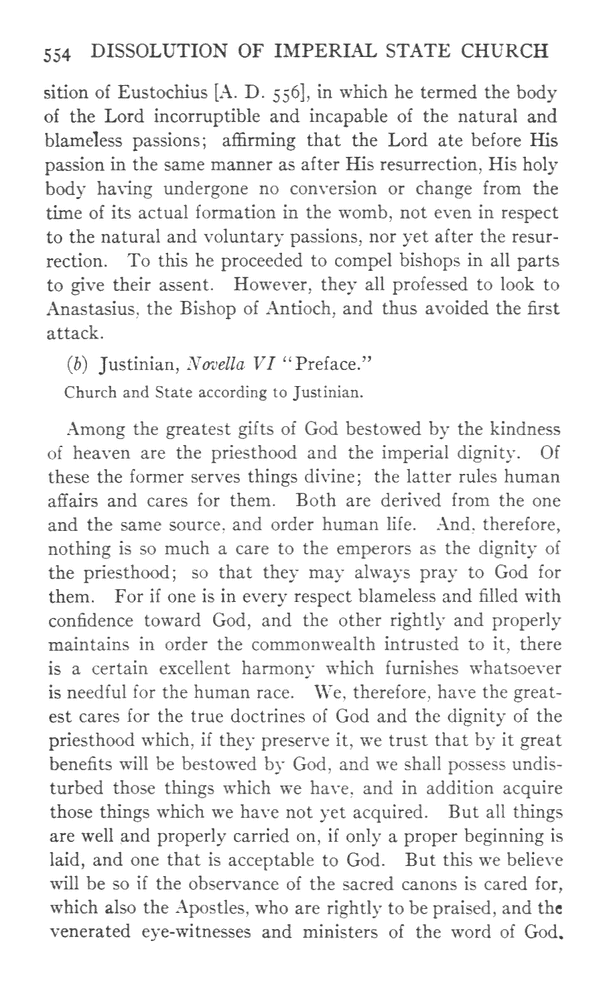 554 DISSOLUTION OF IMPERIAL STATE CHURCH
sition of Eustochius [A. D. 556], in which he termed the body
of the Lord incorruptible and incapable of the natural and
blameless passions; affirming that the Lord ate before His
passion in the same manner as after His resurrection, His holy
body having undergone no conversion or change from the
time of its actual formation in the womb, not even in respect
to the natural and voluntary passions, nor yet after the resur-
rection. To this he proceeded to compel bishops in all parts
to give their assent. However, they all professed to look to
Anastasius, the Bishop of Antioch, and thus avoided the first
attack.
(b) Justinian, Novella VI "Preface."
Church and State according to Justinian.
Among the greatest gifts of God bestowed by the kindness
of heaven are the priesthood and the imperial dignity. Of
these the former serves things divine; the latter rules human
affairs and cares for them. Both are derived from the one
and the same source, and order human life. And, therefore,
nothing is so much a care to the emperors as the dignity of
the priesthood; so that they may always pray to God for
them. For if one is in every respect blameless and filled with
confidence toward God, and the other rightly and properly
maintains in order the commonwealth intrusted to it, there
is a certain excellent harmony which furnishes whatsoever
is needful for the human race. We, therefore, have the great-
est cares for the true doctrines of God and the dignity of the
priesthood which, if they preserve it, we trust that by it great
benefits will be bestowed by God, and we shall possess undis-
turbed those things which we have, and in addition acquire
those things which we have not yet acquired. But all things
are well and properly carried on, if only a proper beginning is
laid, and one that is acceptable to God. But this we believe
will be so if the observance of the sacred canons is cared for,
which also the Apostles, who are rightly to be praised, and the
venerated eye-witnesses and ministers of the word of God,